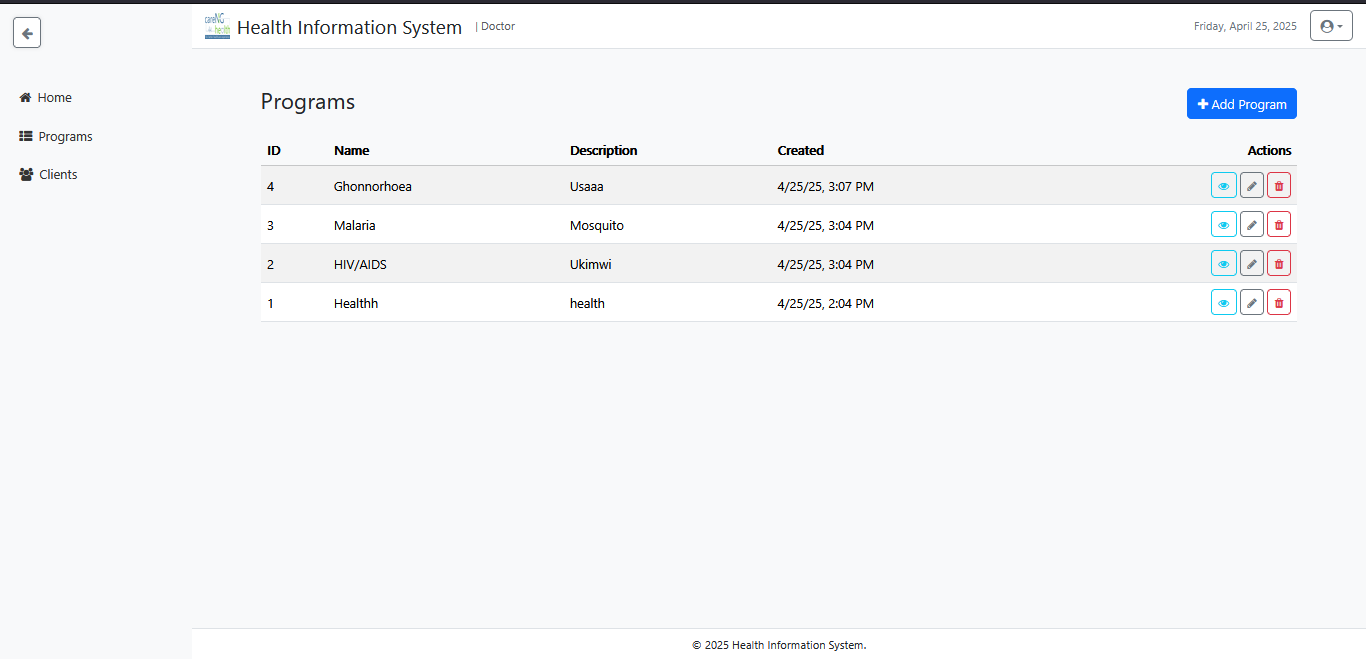 careNG
health
Health Information System | Doctor
Friday, April 25, 2025
Home
Programs
Clients
Programs
Add Program
ID Name Description Created Actions
4 Ghonnorhoea Usaaa 4/25/25, 3:07 PM
3 Malaria Mosquito 4/25/25, 3:04 PM
2 HIV/AIDS Ukimwi 4/25/25, 3:04 PM
1 Healthh health 4/25/25, 2:04 PM
© 2025 Health Information System.